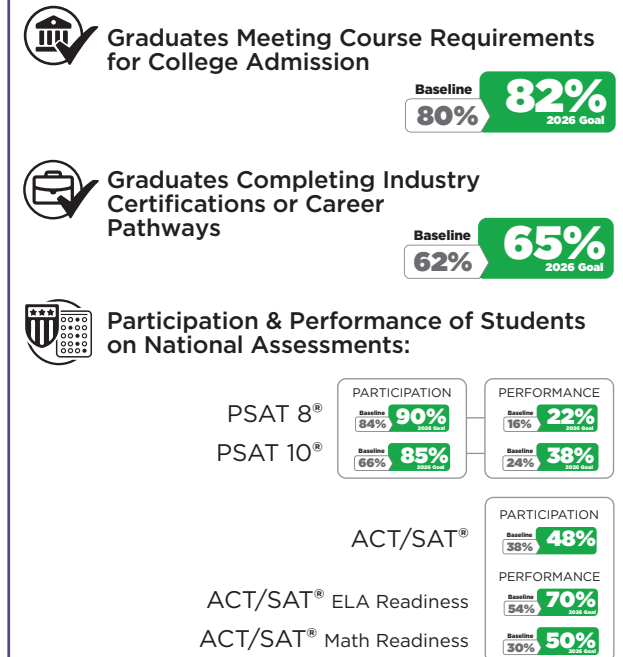 Graduates Meeting Course Requirements
for College Admission
Baseline
80%
82%
2026 Goal
Graduates Completing Industry
Certifications or Career
Pathways
Baseline
62%
65%
2026 Goal
Participation & Performance of Students
on National Assessments:
PARTICIPATION
PERFORMANCE
PSAT 8®
Baseline
84%
90%
2026 Goal
Baseline
16%
22%
2026 Goal
PSAT 10®
Baseline
66%
85%
2026 Goal
Baseline
24%
38%
2026 Goal
PARTICIPATION
ACT/SAT®
Baseline
38%
48%
PERFORMANCE
ACT/SAT® ELA Readiness
Baseline
54%
70%
2026 Goal
ACT/SAT® Math Readiness
Baseline
30%
50%
2026 Goal